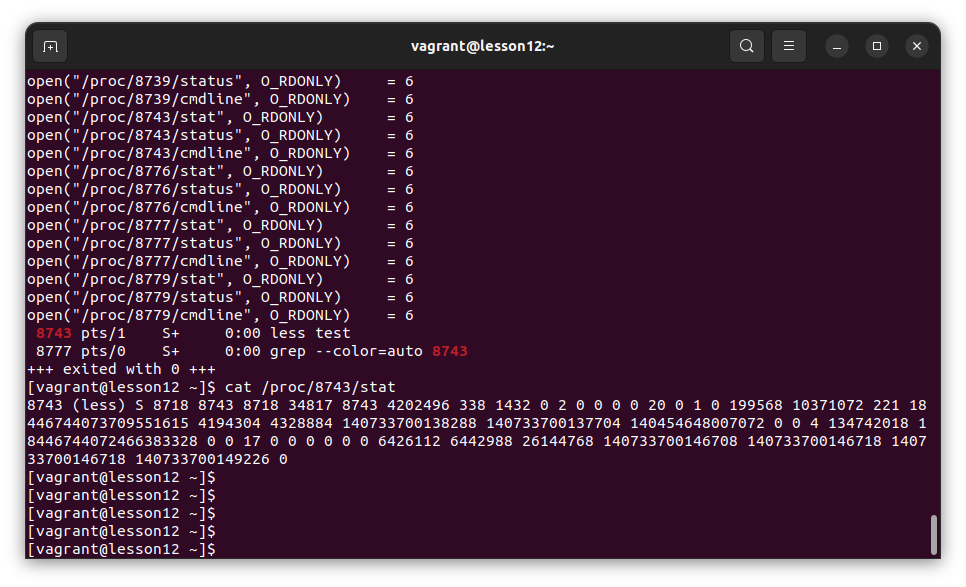 vagrant@lesson12:~
open("/proc/8739/status", O_RDONLY)     = 6
open("/proc/8739/cmdline", O_RDONLY)    = 6
open("/proc/8743/stat", O_RDONLY)       = 6
open("/proc/8743/status", O_RDONLY)     = 6
open("/proc/8743/cmdline", O_RDONLY)    = 6
open("/proc/8776/stat", O_RDONLY)       = 6
open("/proc/8776/status", O_RDONLY)     = 6
open("/proc/8776/cmdline", O_RDONLY)    = 6
open("/proc/8777/stat", O_RDONLY)       = 6
open("/proc/8777/status", O_RDONLY)     = 6
open("/proc/8777/cmdline", O_RDONLY)    = 6
open("/proc/8779/stat", O_RDONLY)       = 6
open("/proc/8779/status", O_RDONLY)     = 6
open("/proc/8779/cmdline", O_RDONLY)    = 6
 8743 pts/1    S+     0:00 less test
 8777 pts/0    S+     0:00 grep --color=auto 8743
+++ exited with 0 +++
[vagrant@lesson12 ~]$ cat /proc/8743/stat
8743 (less) S 8718 8743 8718 34817 8743 4202496 338 1432 0 2 0 0 0 0 20 0 1 0 199568 10371072 221 18
446744073709551615 4194304 4328884 140733700138288 140733700137704 140454648007072 0 0 4 134742018 1
8446744072466383328 0 0 17 0 0 0 0 0 0 6426112 6442988 26144768 140733700146708 140733700146718 1407
33700146718 140733700149226 0
[vagrant@lesson12 ~]$
[vagrant@lesson12 ~]$
[vagrant@lesson12 ~]$
[vagrant@lesson12 ~]$
[vagrant@lesson12 ~]$